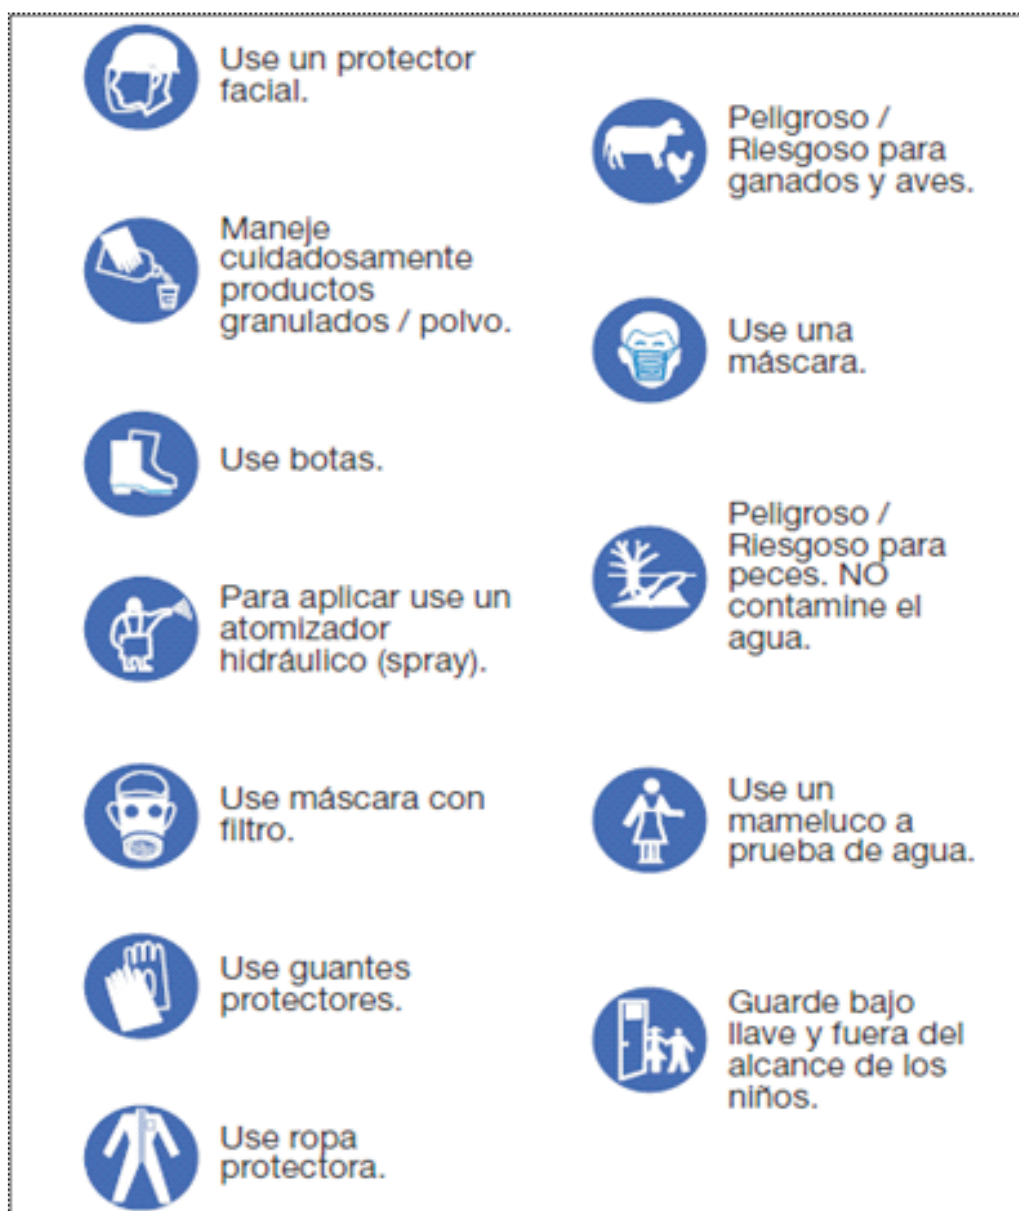 Use un protector
facial.
Maneje
cuidadosamente
productos
granulados / polvo.
Use botas.
Para aplicar use un
atomizador
hidráulico (spray).
Use máscara con
filtro.
Use guantes
protectores.
Use ropa
protectora.
Peligroso /
Riesgoso para
ganados y aves.
Use una
máscara.
Peligroso /
Riesgoso para
peces. NO
contamine el
agua.
Use un
mameluco a
prueba de agua.
Guarde bajo
llave y fuera del
alcance de los
niños.